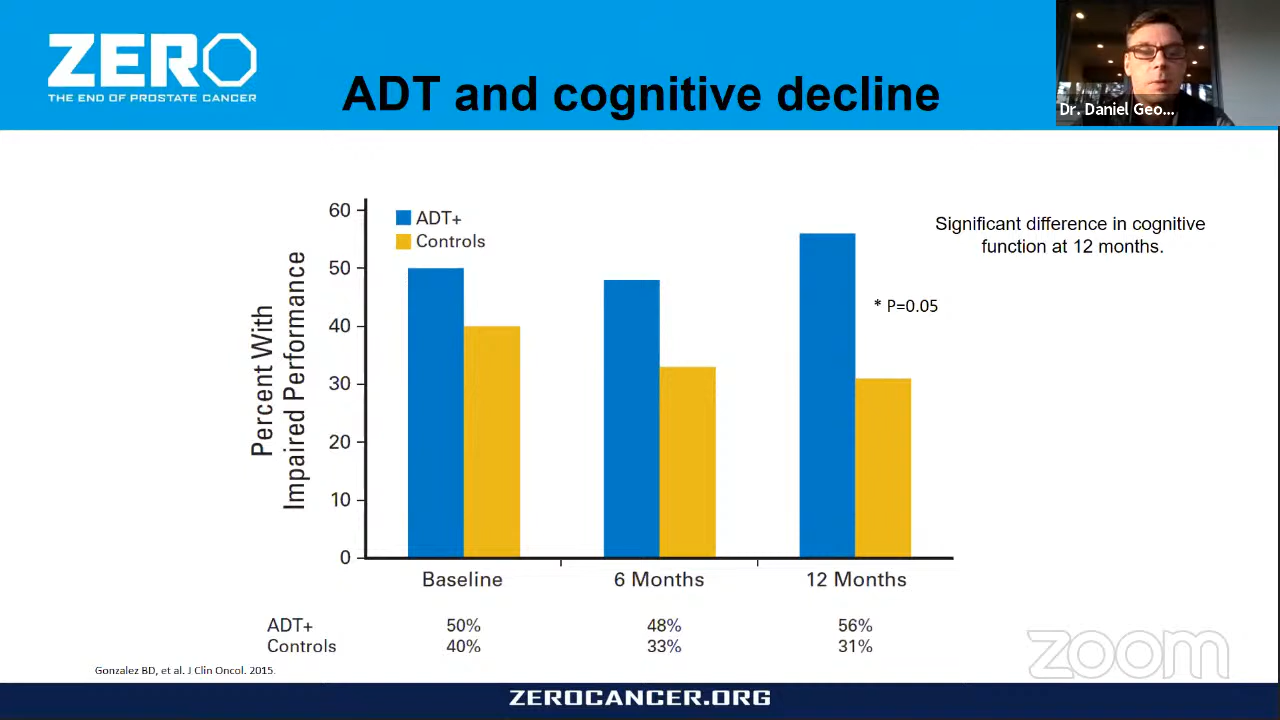 ZERO
THE END OF PROSTATE CANCER
ADT and cognitive decline
Dr. Daniel Geo...
60
50
40
30
20
10
0
Percent With
Impaired Performance
ADT+
Controls
Significant difference in cognitive
function at 12 months.
* P=0.05
Baseline 6 Months 12 Months
ADT+ 50% 48% 56%
Controls 40% 33% 31%
Gonzalez BD, et al. J Clin Oncol. 2015.
zoom
ZEROCANCER.ORG